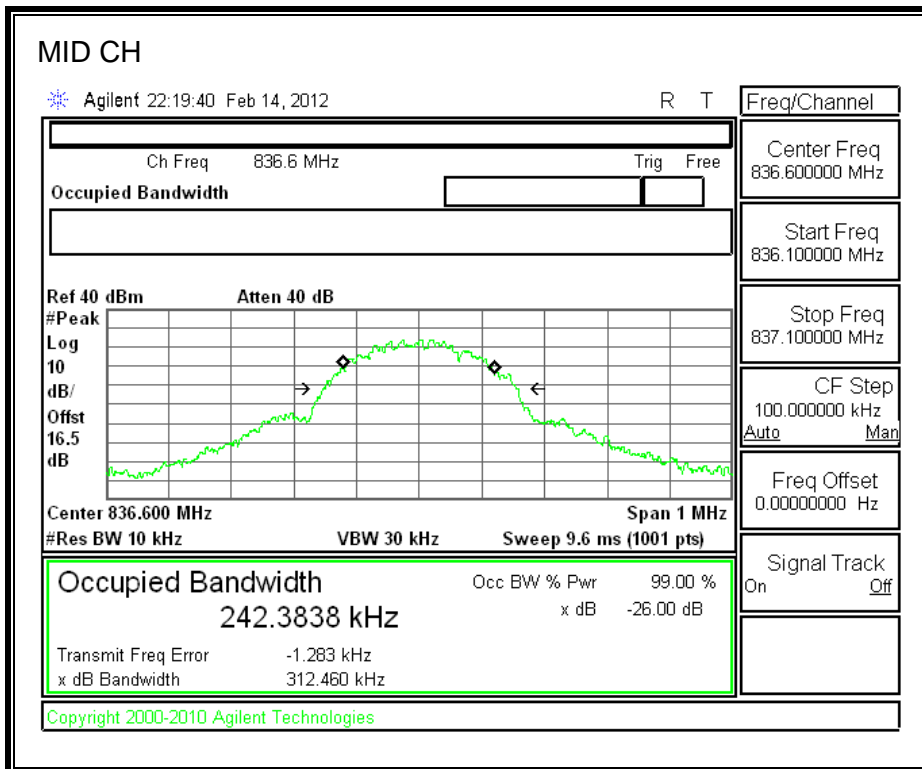 MID CH
Agilent 22:19:40 Feb 14, 2012 R T
Freq/Channel
Ch Freq 836.6 MHz Trig Free
Occupied Bandwidth
Center Freq
836.600000 MHz
Start Freq
836.100000 MHz
Stop Freq
837.100000 MHz
CF Step
100.000000 kHz
Auto Man
Freq Offset
0.00000000 Hz
Signal Track
On Off
Ref 40 dBm Atten 40 dB
#Peak
Log
10
dB/
Offst
16.5
dB
Center 836.600 MHz Span 1 MHz
#Res BW 10 kHz VBW 30 kHz Sweep 9.6 ms (1001 pts)
Occupied Bandwidth Occ BW % Pwr 99.00 %
242.3838 kHz x dB -26.00 dB
Transmit Freq Error -1.283 kHz
x dB Bandwidth 312.460 kHz
Copyright 2000-2010 Agilent Technologies